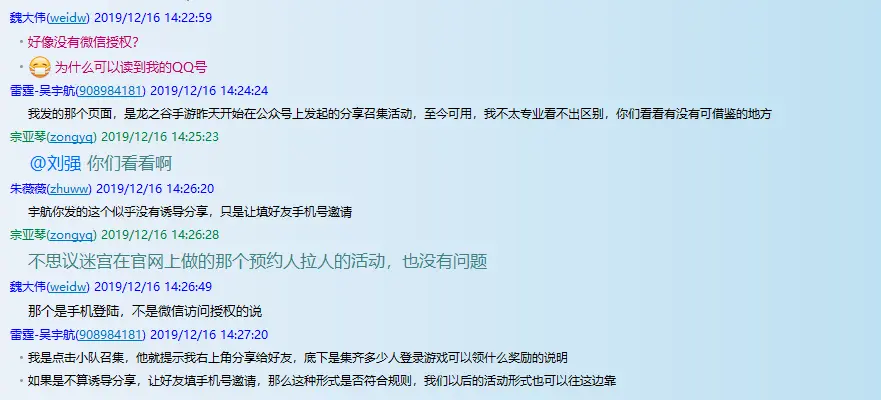 魏大伟(weidw) 2019/12/16 14:22:59
• 好像没有微信授权？
• 为什么可以读到我的QQ号
雷霆-吴宇航(908984181) 2019/12/16 14:24:24
我发的那个页面，是龙之谷手游昨天开始在公众号上发起的分享召集活动，至今可用，我不太专业看不出区别，你们看看有没有可借鉴的地方
宗亚琴(zongyq) 2019/12/16 14:25:23
@刘强 你们看看啊
朱薇薇(zhuww) 2019/12/16 14:26:20
宇航你发的这个似乎没有诱导分享，只是让填好友手机号邀请
宗亚琴(zongyq) 2019/12/16 14:26:28
不思议迷宫在官网上做的那个预约人拉人的活动，也没有问题
魏大伟(weidw) 2019/12/16 14:26:49
那个是手机登陆，不是微信访问授权的说
雷霆-吴宇航(908984181) 2019/12/16 14:27:20
• 我是点击小队召集，他就提示我右上角分享给好友，底下是集齐多少人登录游戏可以领什么奖励的说明
• 如果是不算诱导分享，让好友填手机号邀请，那么这种形式是否符合规则，我们以后的活动形式也可以往这边靠